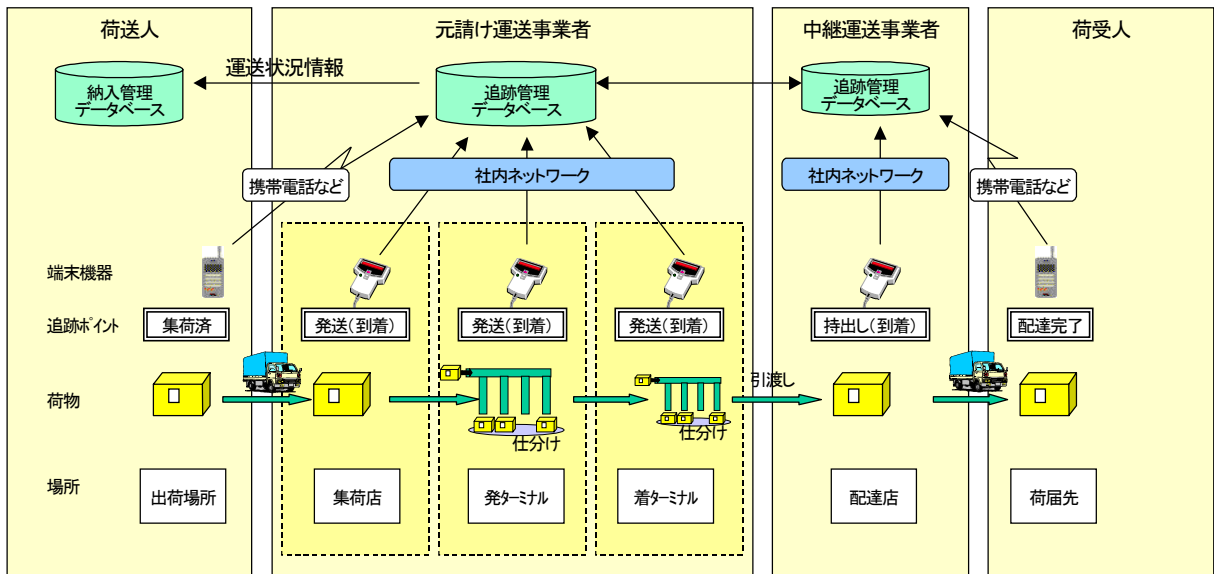 荷送人
元請け運送事業者
中継運送事業者
荷受人
運送状況情報
納入管理
データベース
追跡管理
データベース
追跡管理
データベース
携帯電話など
社内ネットワーク
社内ネットワーク
携帯電話など
端末機器
追跡ポイント
集荷済
発送(到着)
発送(到着)
発送(到着)
持出し(到着)
配達完了
荷物
引渡し
仕分け
仕分け
場所
出荷場所
集荷店
発ターミナル
着ターミナル
配達店
荷届先